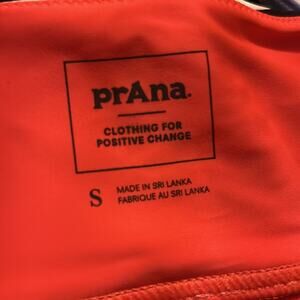 prAna.
CLOTHING FOR
POSITIVE CHANGE
S
MADE IN SRI LANKA
FABRIQUE AU SRI LANKA